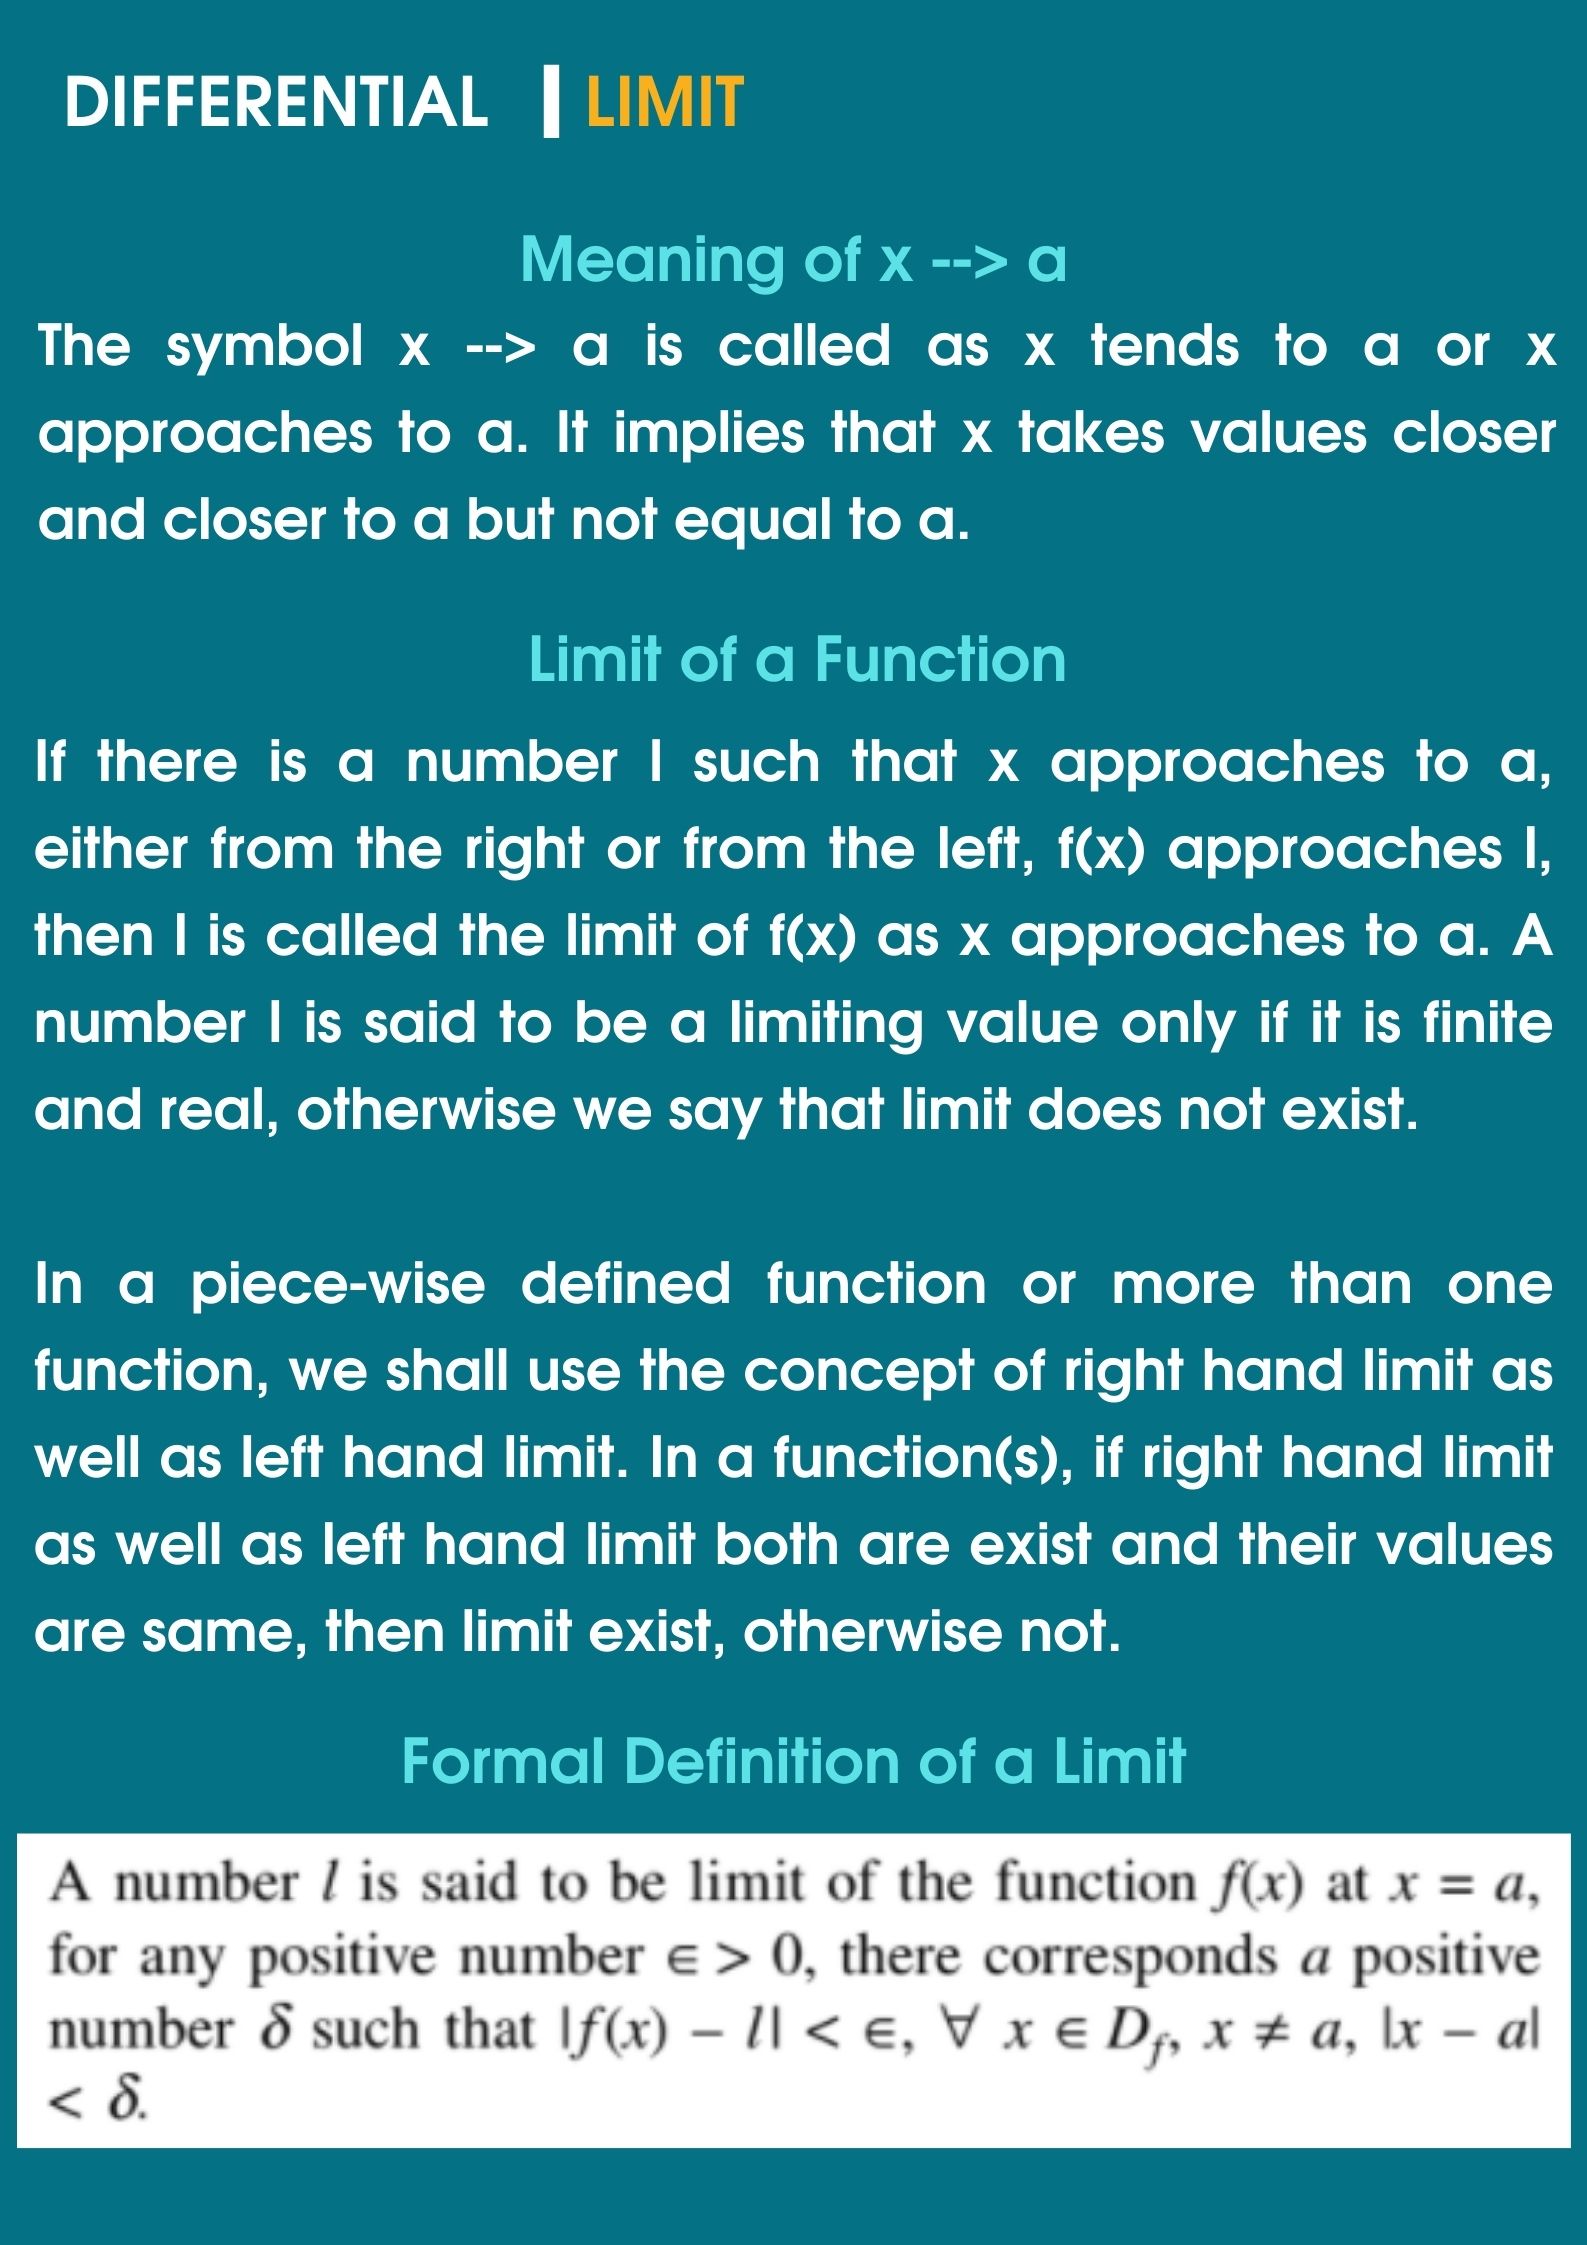 DIFFERENTIAL | LIMIT
Meaning of x --> a
The symbol x --> a is called as x tends to a or x
approaches to a. It implies that x takes values closer
and closer to a but not equal to a.
Limit of a Function
If there is a number l such that x approaches to a,
either from the right or from the left, f(x) approaches l,
then l is called the limit of f(x) as x approaches to a. A
number l is said to be a limiting value only if it is finite
and real, otherwise we say that limit does not exist.
In a piece-wise defined function or more than one
function, we shall use the concept of right hand limit as
well as left hand limit. In a function(s), if right hand limit
as well as left hand limit both are exist and their values
are same, then limit exist, otherwise not.
Formal Definition of a Limit
A number l is said to be limit of the function f(x) at x = a,
for any positive number ∈ > 0, there corresponds a positive
number δ such that |f(x) – l| < ∈, ∀ x ∈ D_f, x ≠ a, |x – a|
< δ.